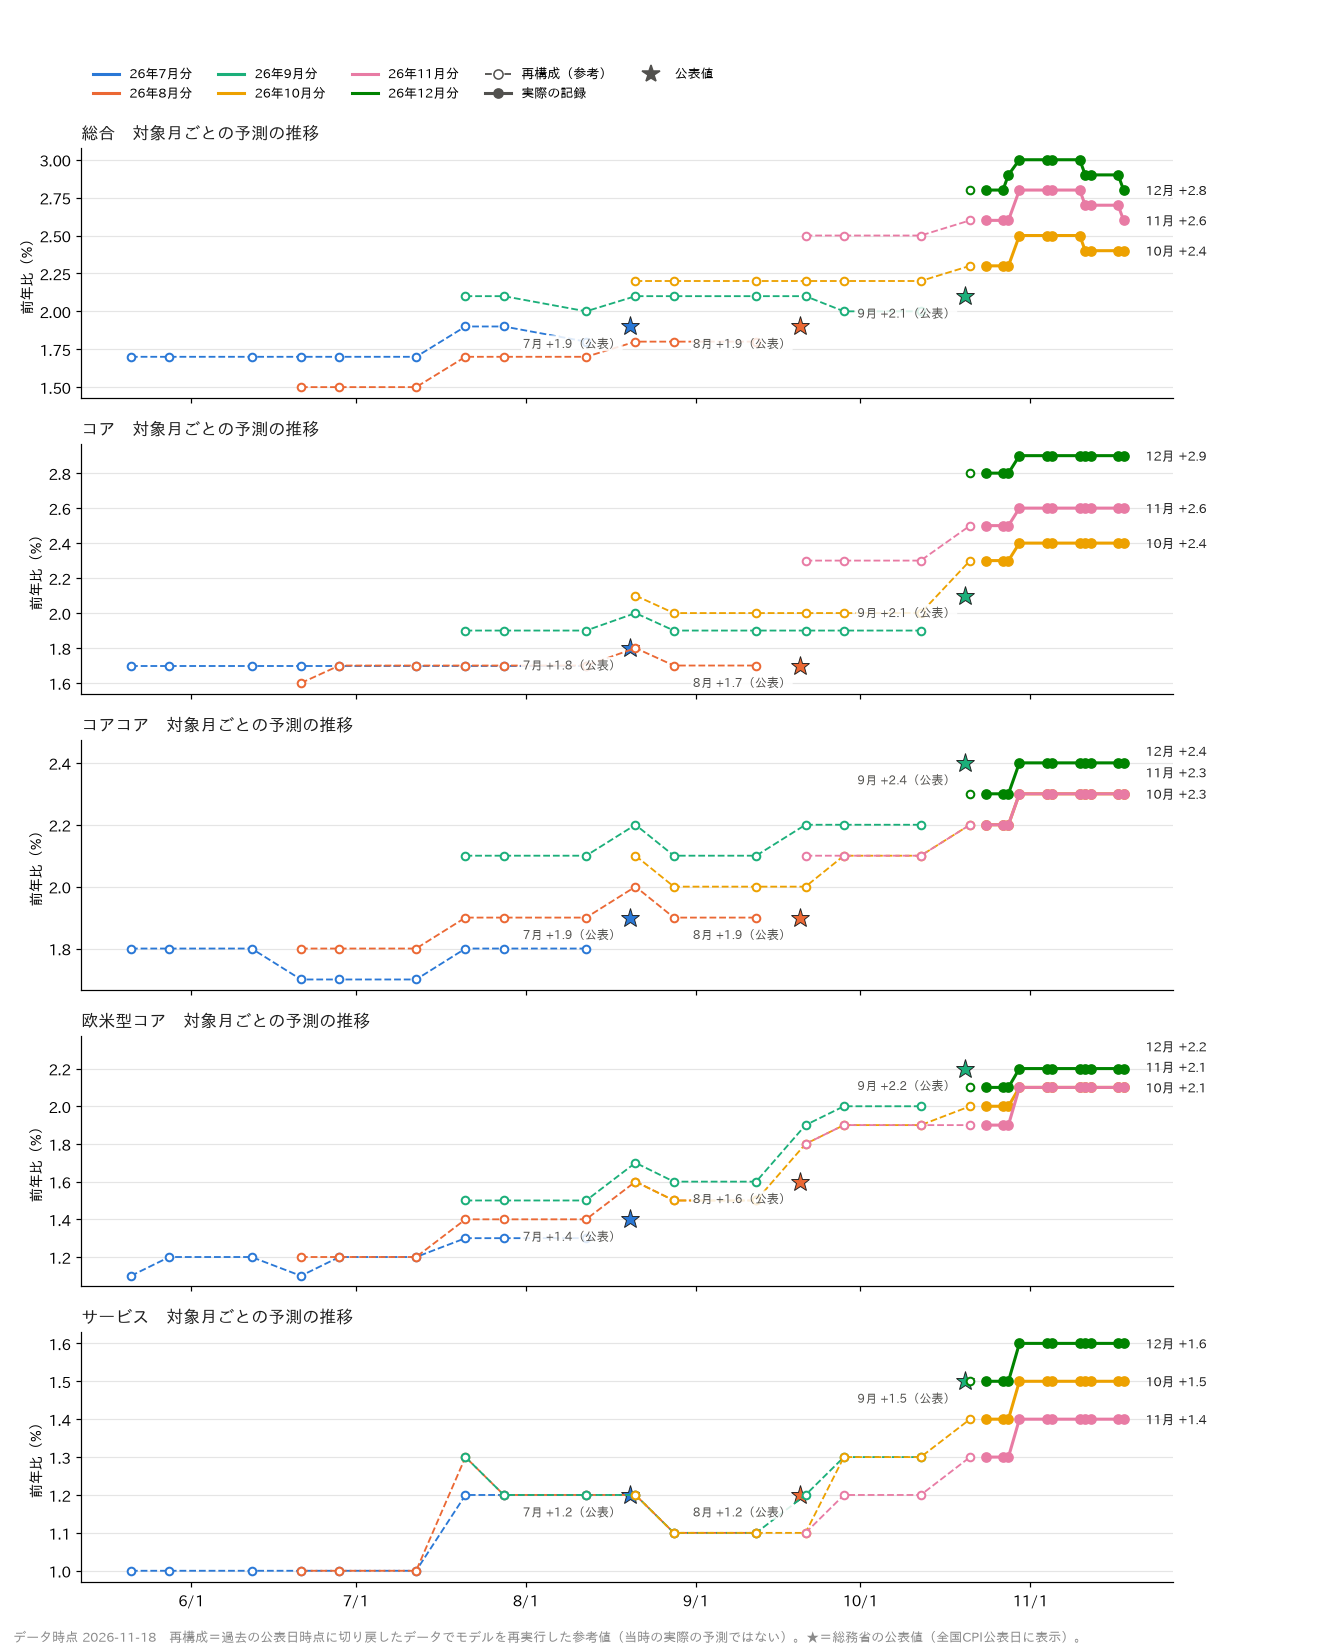 26年7月分 26年9月分 26年11月分 再構成（参考） 公表値
26年8月分 26年10月分 26年12月分 実際の記録
総合　対象月ごとの予測の推移
前年比（%）
3.00
2.75
2.50
2.25
2.00
1.75
1.50
7月 +1.9（公表）
8月 +1.9（公表）
9月 +2.1（公表）
12月 +2.8
11月 +2.6
10月 +2.4
コア　対象月ごとの予測の推移
前年比（%）
2.8
2.6
2.4
2.2
2.0
1.8
1.6
7月 +1.8（公表）
8月 +1.7（公表）
9月 +2.1（公表）
12月 +2.9
11月 +2.6
10月 +2.4
コアコア　対象月ごとの予測の推移
前年比（%）
2.4
2.2
2.0
1.8
7月 +1.9（公表）
8月 +1.9（公表）
9月 +2.4（公表）
12月 +2.4
11月 +2.3
10月 +2.3
欧米型コア　対象月ごとの予測の推移
前年比（%）
2.2
2.0
1.8
1.6
1.4
1.2
7月 +1.4（公表）
8月 +1.6（公表）
9月 +2.2（公表）
12月 +2.2
11月 +2.1
10月 +2.1
サービス　対象月ごとの予測の推移
前年比（%）
1.6
1.5
1.4
1.3
1.2
1.1
1.0
7月 +1.2（公表）
8月 +1.2（公表）
9月 +1.5（公表）
12月 +1.6
10月 +1.5
11月 +1.4
6/1 7/1 8/1 9/1 10/1 11/1
データ時点 2026-11-18　再構成＝過去の公表日時点に切り戻したデータでモデルを再実行した参考値（当時の実際の予測ではない）。★＝総務省の公表値（全国CPI公表日に表示）。